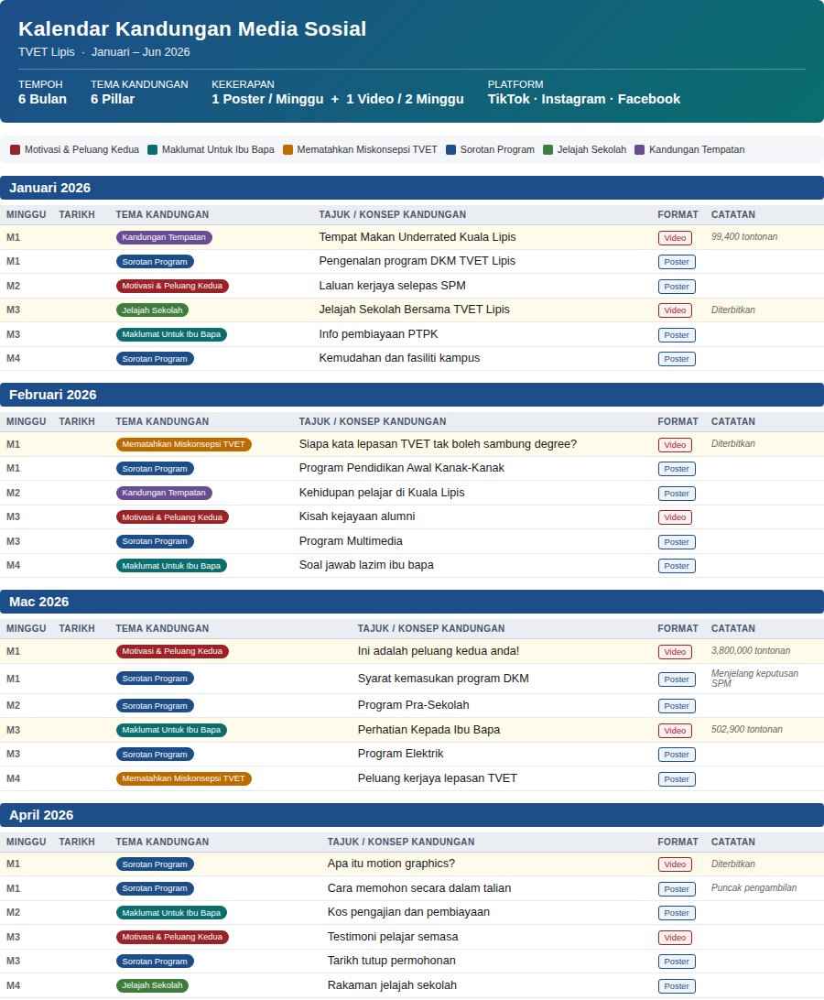 Kalendar Kandungan Media Sosial
TVET Lipis · Januari – Jun 2026
TEMPOH TEMA KANDUNGAN KEKERAPAN PLATFORM
6 Bulan 6 Pillar 1 Poster / Minggu + 1 Video / 2 Minggu TikTok · Instagram · Facebook
Motivasi & Peluang Kedua Maklumat Untuk Ibu Bapa Mematahkan Miskonsepsi TVET Sorotan Program Jelajah Sekolah Kandungan Tempatan
Januari 2026
MINGGU TARIKH TEMA KANDUNGAN TAJUK / KONSEP KANDUNGAN FORMAT CATATAN
M1 Kandungan Tempatan Tempat Makan Underrated Kuala Lipis Video 99,400 tontonan
M1 Sorotan Program Pengenalan program DKM TVET Lipis Poster
M2 Motivasi & Peluang Kedua Laluan kerjaya selepas SPM Poster
M3 Jelajah Sekolah Jelajah Sekolah Bersama TVET Lipis Video Diterbitkan
M3 Maklumat Untuk Ibu Bapa Info pembiayaan PTPK Poster
M4 Sorotan Program Kemudahan dan fasiliti kampus Poster
Februari 2026
MINGGU TARIKH TEMA KANDUNGAN TAJUK / KONSEP KANDUNGAN FORMAT CATATAN
M1 Mematahkan Miskonsepsi TVET Siapa kata lepasan TVET tak boleh sambung degree? Video Diterbitkan
M1 Sorotan Program Program Pendidikan Awal Kanak-Kanak Poster
M2 Kandungan Tempatan Kehidupan pelajar di Kuala Lipis Poster
M3 Motivasi & Peluang Kedua Kisah kejayaan alumni Video
M3 Sorotan Program Program Multimedia Poster
M4 Maklumat Untuk Ibu Bapa Soal jawab lazim ibu bapa Poster
Mac 2026
MINGGU TARIKH TEMA KANDUNGAN TAJUK / KONSEP KANDUNGAN FORMAT CATATAN
M1 Motivasi & Peluang Kedua Ini adalah peluang kedua anda! Video 3,800,000 tontonan
M1 Sorotan Program Syarat kemasukan program DKM Poster Menjelang keputusan
SPM
M2 Sorotan Program Program Pra-Sekolah Poster
M3 Maklumat Untuk Ibu Bapa Perhatian Kepada Ibu Bapa Video 502,900 tontonan
M3 Sorotan Program Program Elektrik Poster
M4 Mematahkan Miskonsepsi TVET Peluang kerjaya lepasan TVET Poster
April 2026
MINGGU TARIKH TEMA KANDUNGAN TAJUK / KONSEP KANDUNGAN FORMAT CATATAN
M1 Sorotan Program Apa itu motion graphics? Video Diterbitkan
M1 Sorotan Program Cara memohon secara dalam talian Poster Puncak pengambilan
M2 Maklumat Untuk Ibu Bapa Kos pengajian dan pembiayaan Poster
M3 Motivasi & Peluang Kedua Testimoni pelajar semasa Video
M3 Sorotan Program Tarikh tutup permohonan Poster
M4 Jelajah Sekolah Rakaman jelajah sekolah Poster